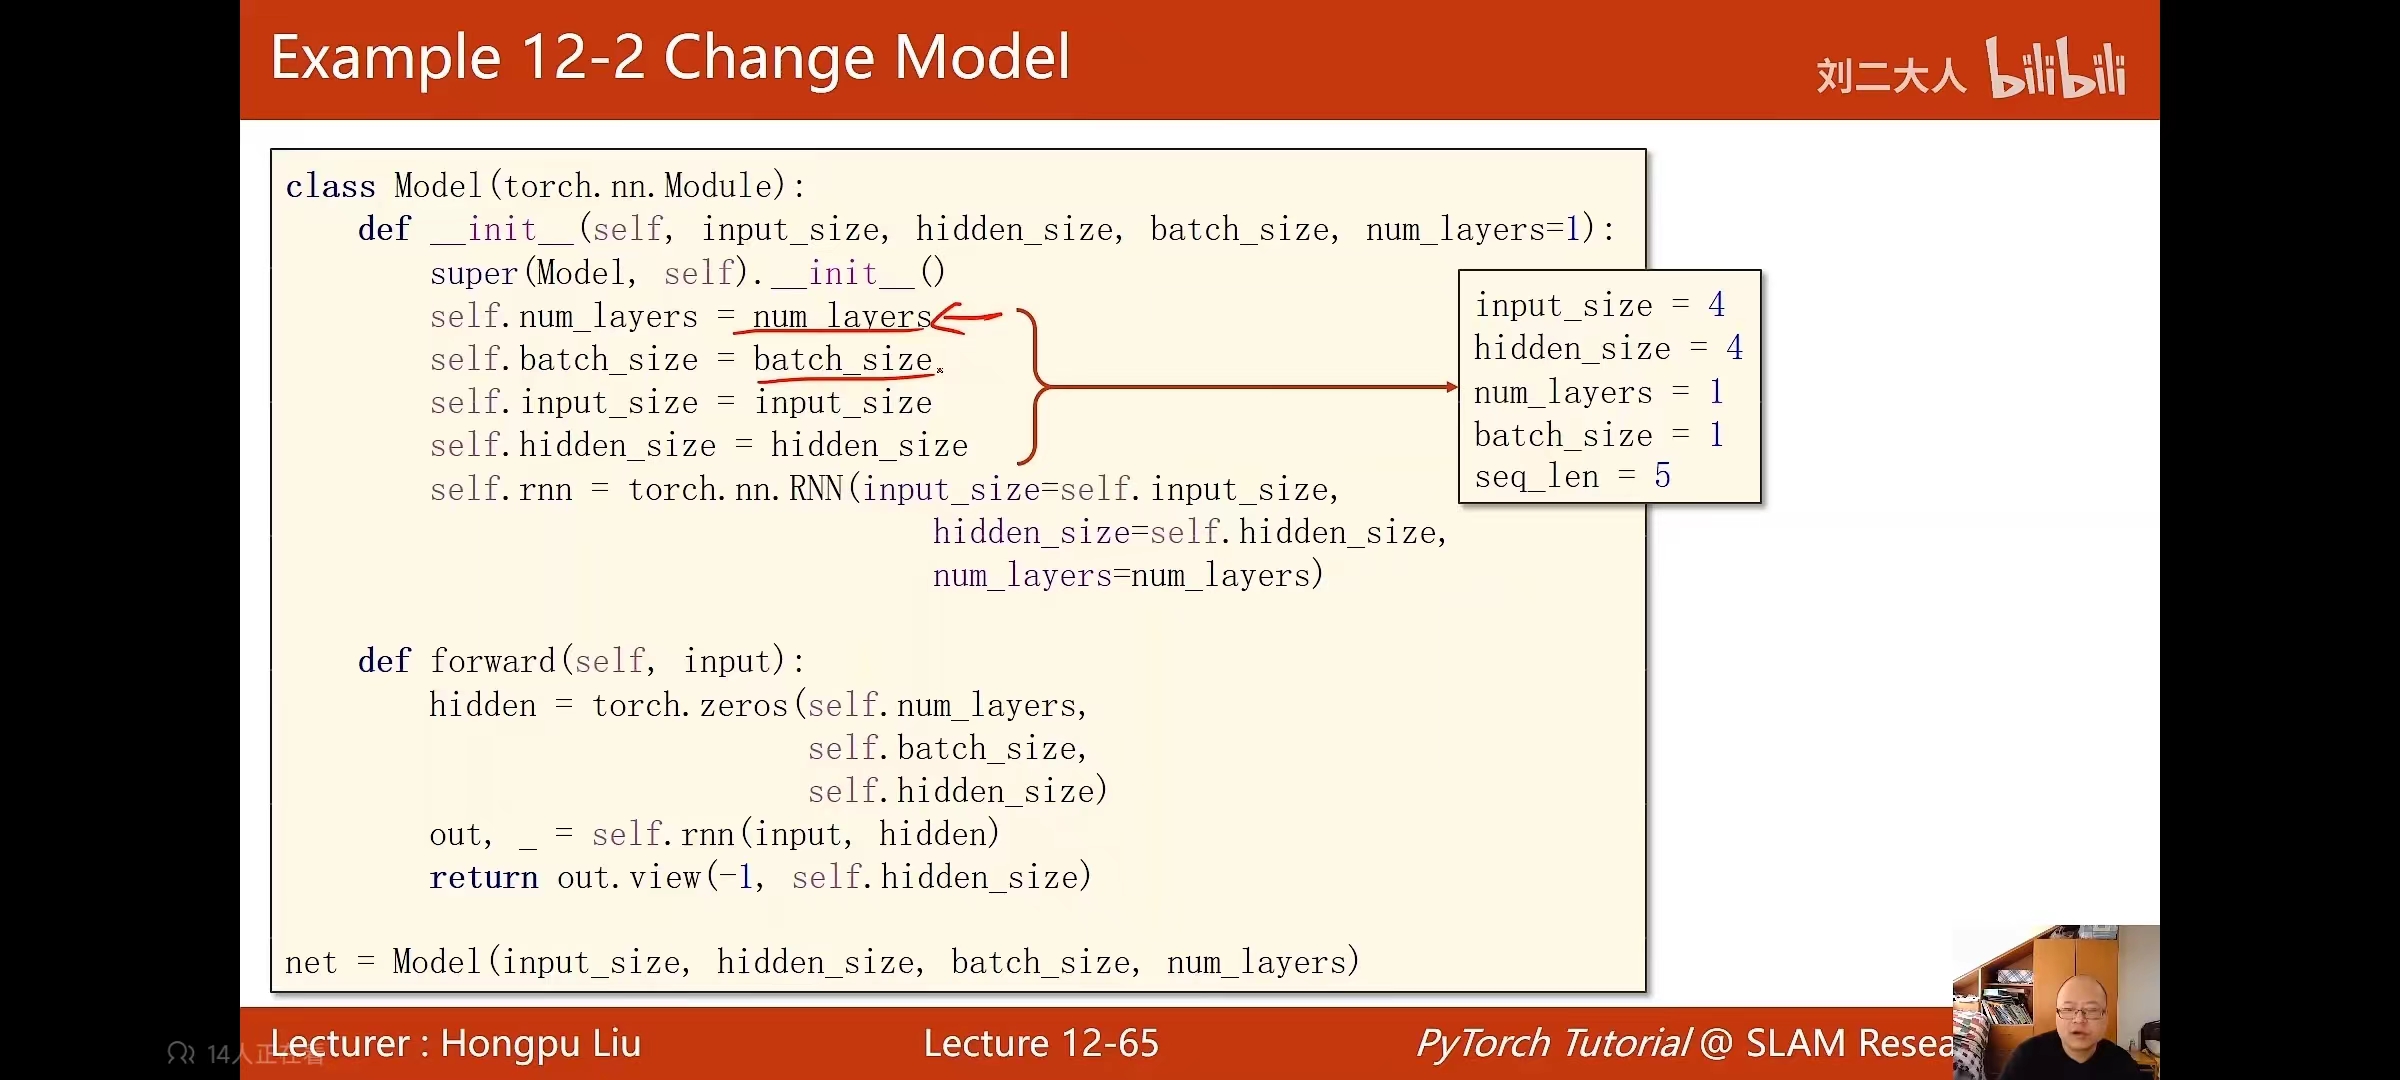 Example 12-2 Change Model
刘二大人 bilibili
class Model(torch.nn.Module):
    def __init__(self, input_size, hidden_size, batch_size, num_layers=1):
        super(Model, self).__init__()
        self.num_layers = num_layers
        self.batch_size = batch_size
        self.input_size = input_size
        self.hidden_size = hidden_size
        self.rnn = torch.nn.RNN(input_size=self.input_size,
                                hidden_size=self.hidden_size,
                                num_layers=num_layers)
    def forward(self, input):
        hidden = torch.zeros(self.num_layers,
                             self.batch_size,
                             self.hidden_size)
        out, _ = self.rnn(input, hidden)
        return out.view(-1, self.hidden_size)
net = Model(input_size, hidden_size, batch_size, num_layers)
input_size = 4
hidden_size = 4
num_layers = 1
batch_size = 1
seq_len = 5
Lecturer : Hongpu Liu
Lecture 12-65
PyTorch Tutorial @ SLAM Resea
14人正在看